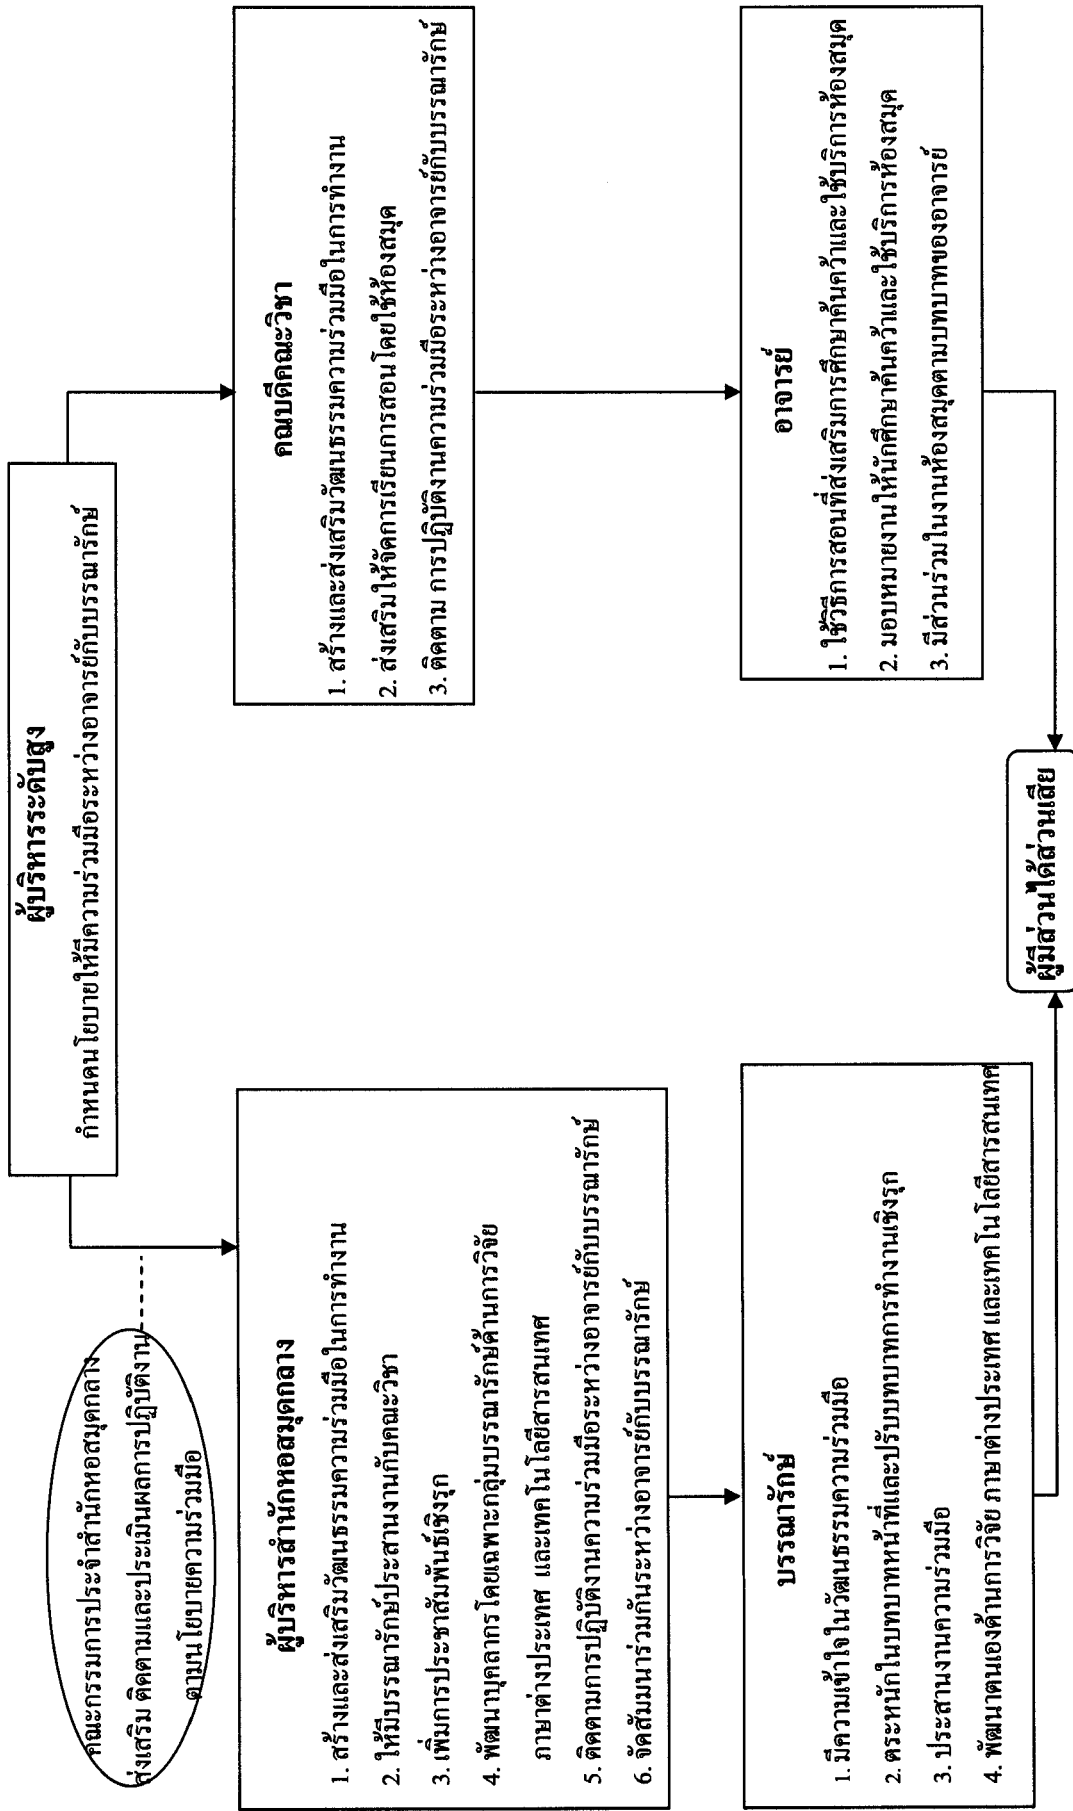 ผู้บริหารระดับสูง
กำหนดนโยบายให้มีความร่วมมือระหว่างอาจารย์กับบรรณารักษ์
คณะกรรมการประจำสำนักหอสมุดกลาง
ส่งเสริม ติดตามและประเมินผลการปฏิบัติงาน
ตามนโยบายความร่วมมือ
ผู้บริหารสำนักหอสมุดกลาง
1. สร้างและส่งเสริมวัฒนธรรมความร่วมมือในการทำงาน
2. ให้มีบรรณารักษ์ประสานงานกับคณะวิชา
3. เพิ่มการประชาสัมพันธ์เชิงรุก
4. พัฒนาบุคลากรโดยเฉพาะกลุ่มบรรณารักษ์ด้านการวิจัย
ภาษาต่างประเทศ และเทคโนโลยีสารสนเทศ
5. ติดตามการปฏิบัติงานความร่วมมือระหว่างอาจารย์กับบรรณารักษ์
6. จัดสัมมนาร่วมกันระหว่างอาจารย์กับบรรณารักษ์
คณบดีคณะวิชา
1. สร้างและส่งเสริมวัฒนธรรมความร่วมมือในการทำงาน
2. ส่งเสริมให้จัดการเรียนการสอนโดยใช้ห้องสมุด
3. ติดตาม การปฏิบัติงานความร่วมมือระหว่างอาจารย์กับบรรณารักษ์
บรรณารักษ์
1. มีความเข้าใจในวัฒนธรรมความร่วมมือ
2. ตระหนักในบทบาทหน้าที่และปรับบทบาทการทำงานเชิงรุก
3. ประสานงานความร่วมมือ
4. พัฒนาตนเองด้านการวิจัย ภาษาต่างประเทศ และเทคโนโลยีสารสนเทศ
อาจารย์
1. ใช้วิธีการสอนที่ส่งเสริมการศึกษาค้นคว้าและใช้บริการห้องสมุด
2. มอบหมายงานให้นักศึกษาค้นคว้าและใช้บริการห้องสมุด
3. มีส่วนร่วมในงานห้องสมุดตามบทบาทของอาจารย์
ผู้มีส่วนได้ส่วนเสีย